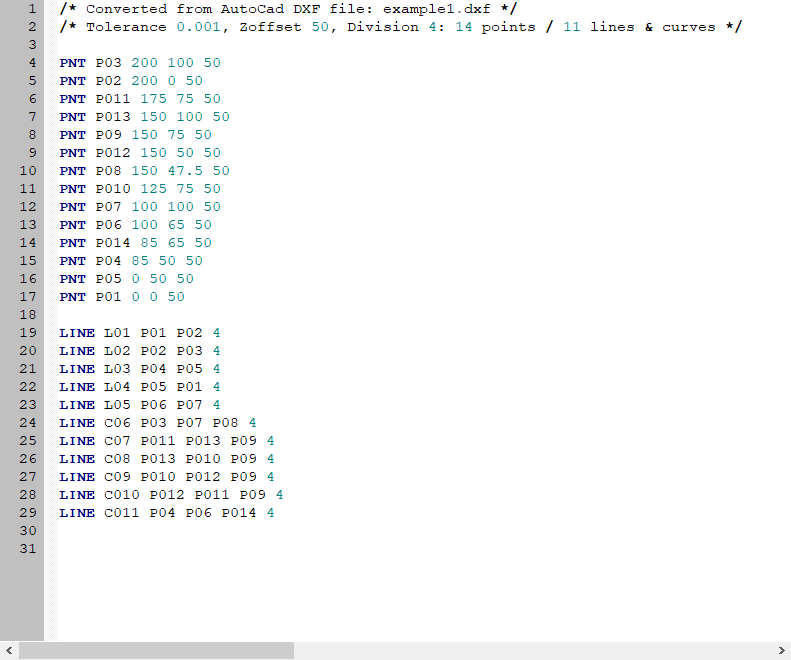 1 /* Converted from AutoCad DXF file: example1.dxf */
2 /* Tolerance 0.001, Zoffset 50, Division 4: 14 points / 11 lines & curves */
3
4 PNT P03 200 100 50
5 PNT P02 200 0 50
6 PNT P011 175 75 50
7 PNT P013 150 100 50
8 PNT P09 150 75 50
9 PNT P012 150 50 50
10 PNT P08 150 47.5 50
11 PNT P010 125 75 50
12 PNT P07 100 100 50
13 PNT P06 100 65 50
14 PNT P014 85 65 50
15 PNT P04 85 50 50
16 PNT P05 0 50 50
17 PNT P01 0 0 50
18
19 LINE L01 P01 P02 4
20 LINE L02 P02 P03 4
21 LINE L03 P04 P05 4
22 LINE L04 P05 P01 4
23 LINE L05 P06 P07 4
24 LINE C06 P03 P07 P08 4
25 LINE C07 P011 P013 P09 4
26 LINE C08 P013 P010 P09 4
27 LINE C09 P010 P012 P09 4
28 LINE C010 P012 P011 P09 4
29 LINE C011 P04 P06 P014 4
30
31